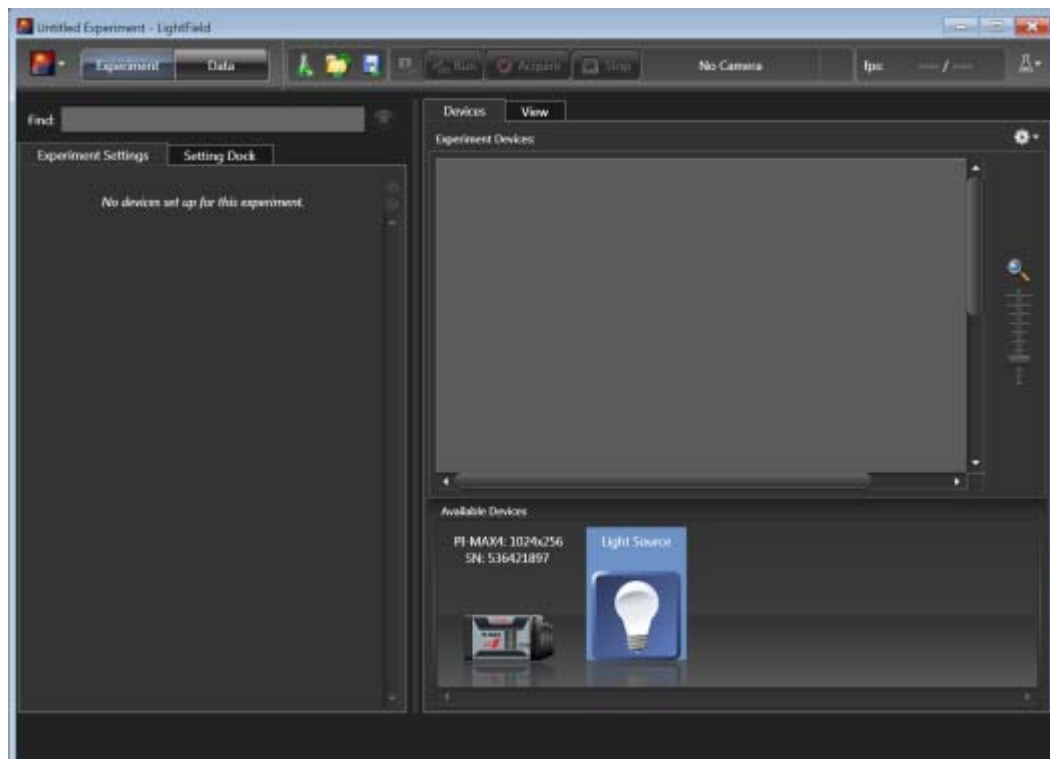 Untitled Experiment - LightField
Experiment Data Run Acquire Stop No Camera fps: ---- / ----
Find:
Experiment Settings Setting Dock
No devices set up for this experiment.
Devices View
Experiment Devices:
Available Devices
PI-MAX4: 1024x256
SN: 536421897
Light Source